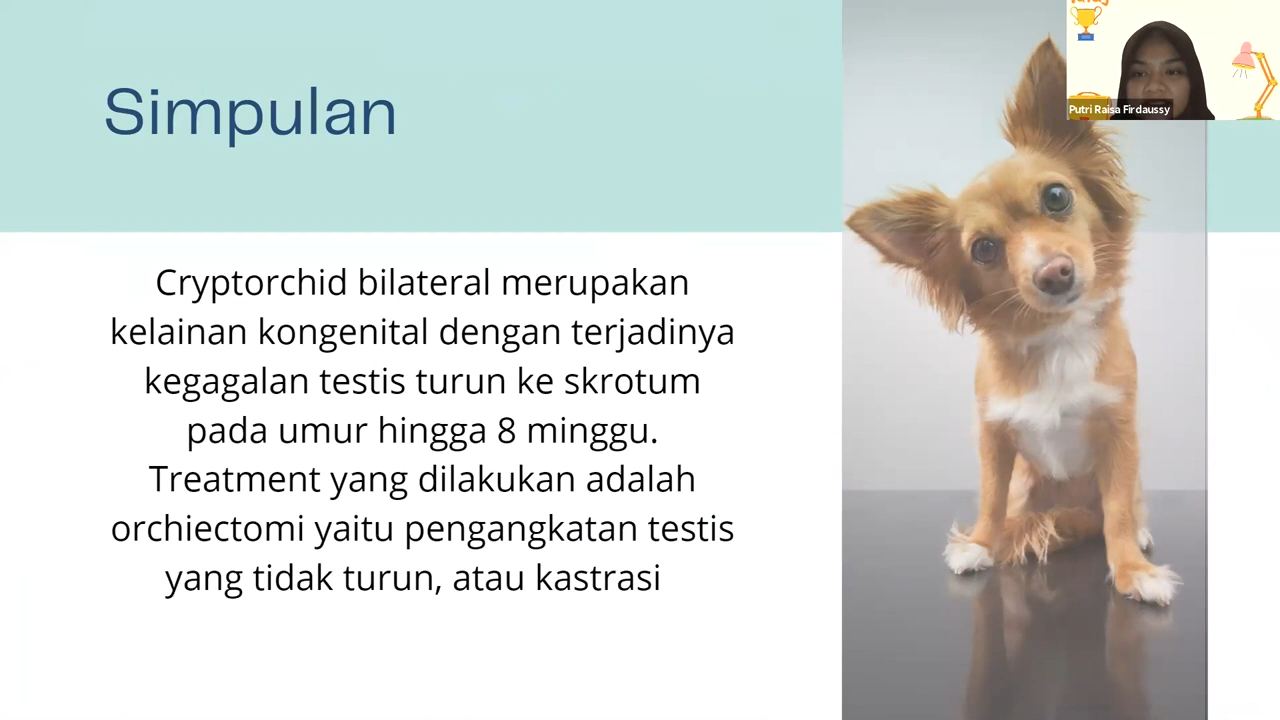 Simpulan
Cryptorchid bilateral merupakan
kelainan kongenital dengan terjadinya
kegagalan testis turun ke skrotum
pada umur hingga 8 minggu.
Treatment yang dilakukan adalah
orchiectomi yaitu pengangkatan testis
yang tidak turun, atau kastrasi
Putri Raisa Firdaussy